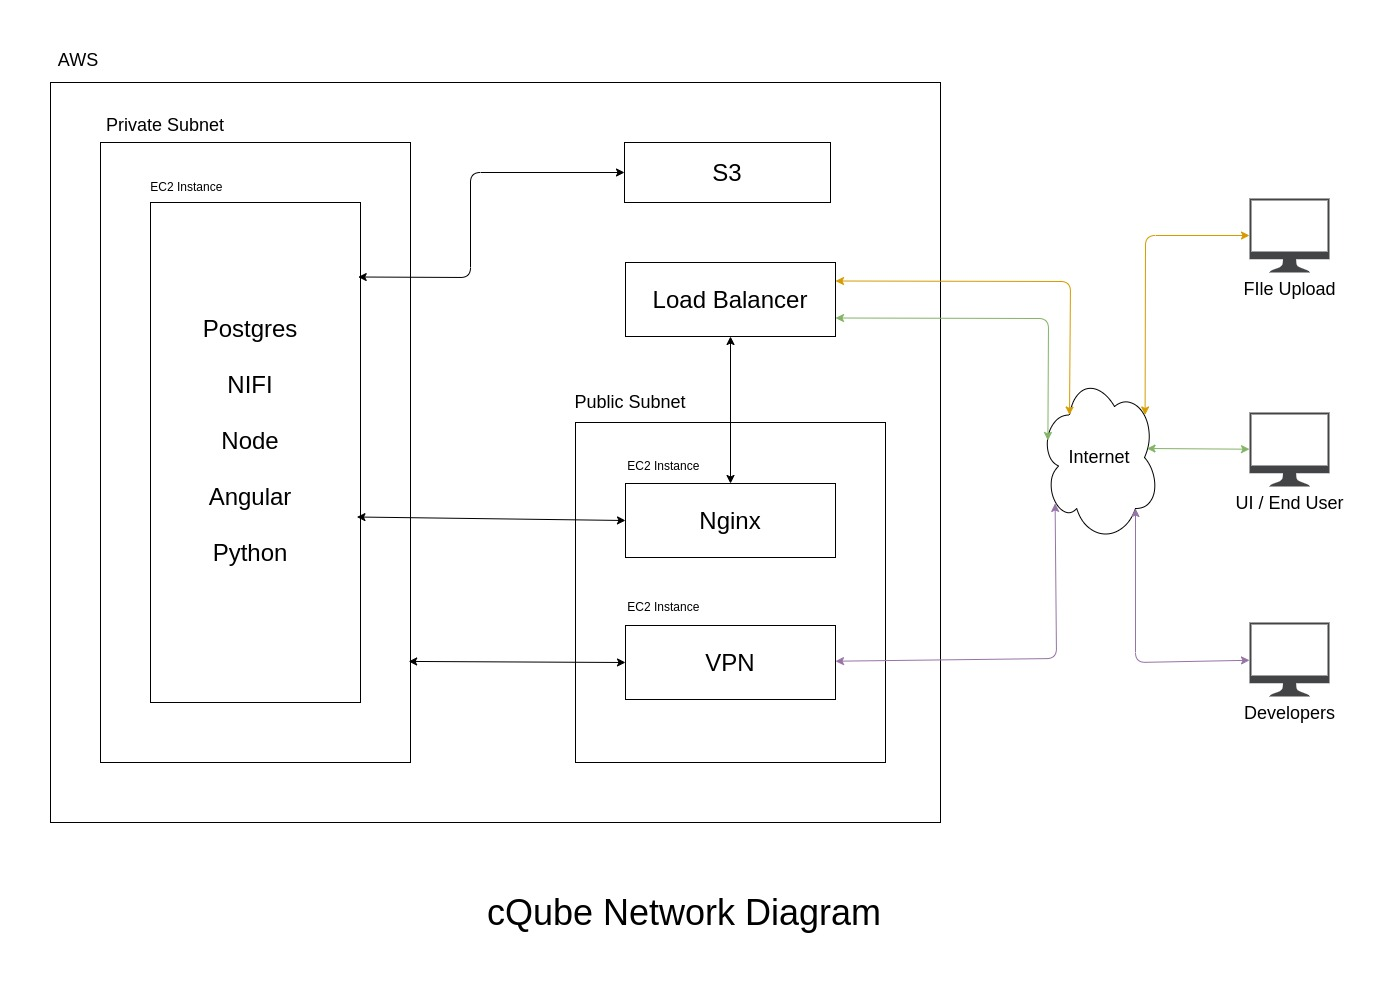 AWS
Private Subnet
EC2 Instance
Postgres
NIFI
Node
Angular
Python
S3
Load Balancer
Public Subnet
EC2 Instance
Nginx
EC2 Instance
VPN
Internet
FIle Upload
UI / End User
Developers
cQube Network Diagram